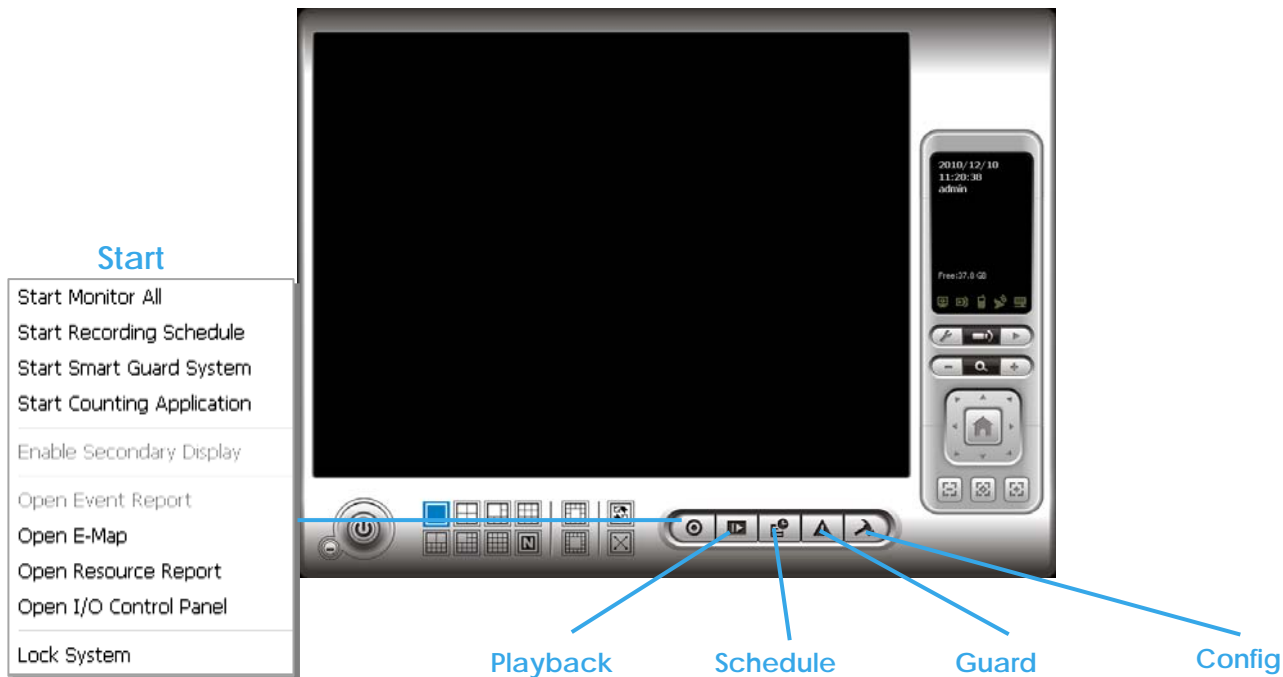 2010/12/10
11:20:38
admin
Free:37.0 GB
Start
Start Monitor All
Start Recording Schedule
Start Smart Guard System
Start Counting Application
Enable Secondary Display
Open Event Report
Open E-Map
Open Resource Report
Open I/O Control Panel
Lock System
N
Playback
Schedule
Guard
Config